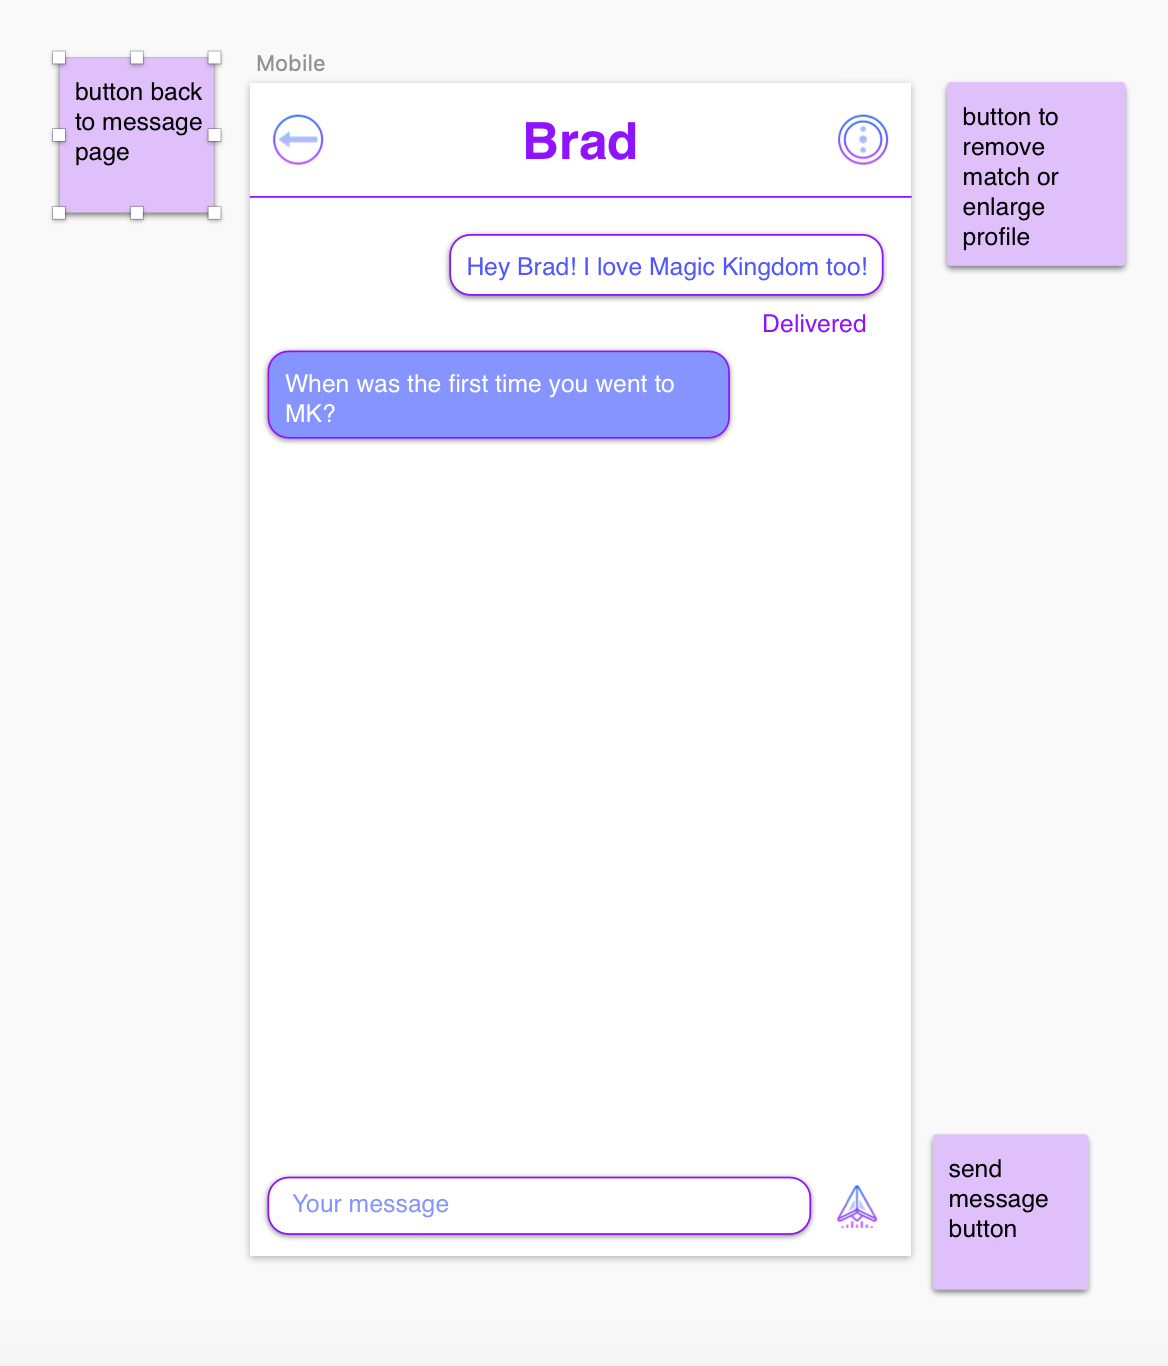 button back
to message
page
Mobile
Brad
button to
remove
match or
enlarge
profile
Hey Brad! I love Magic Kingdom too!
Delivered
When was the first time you went to
MK?
Your message
send
message
button